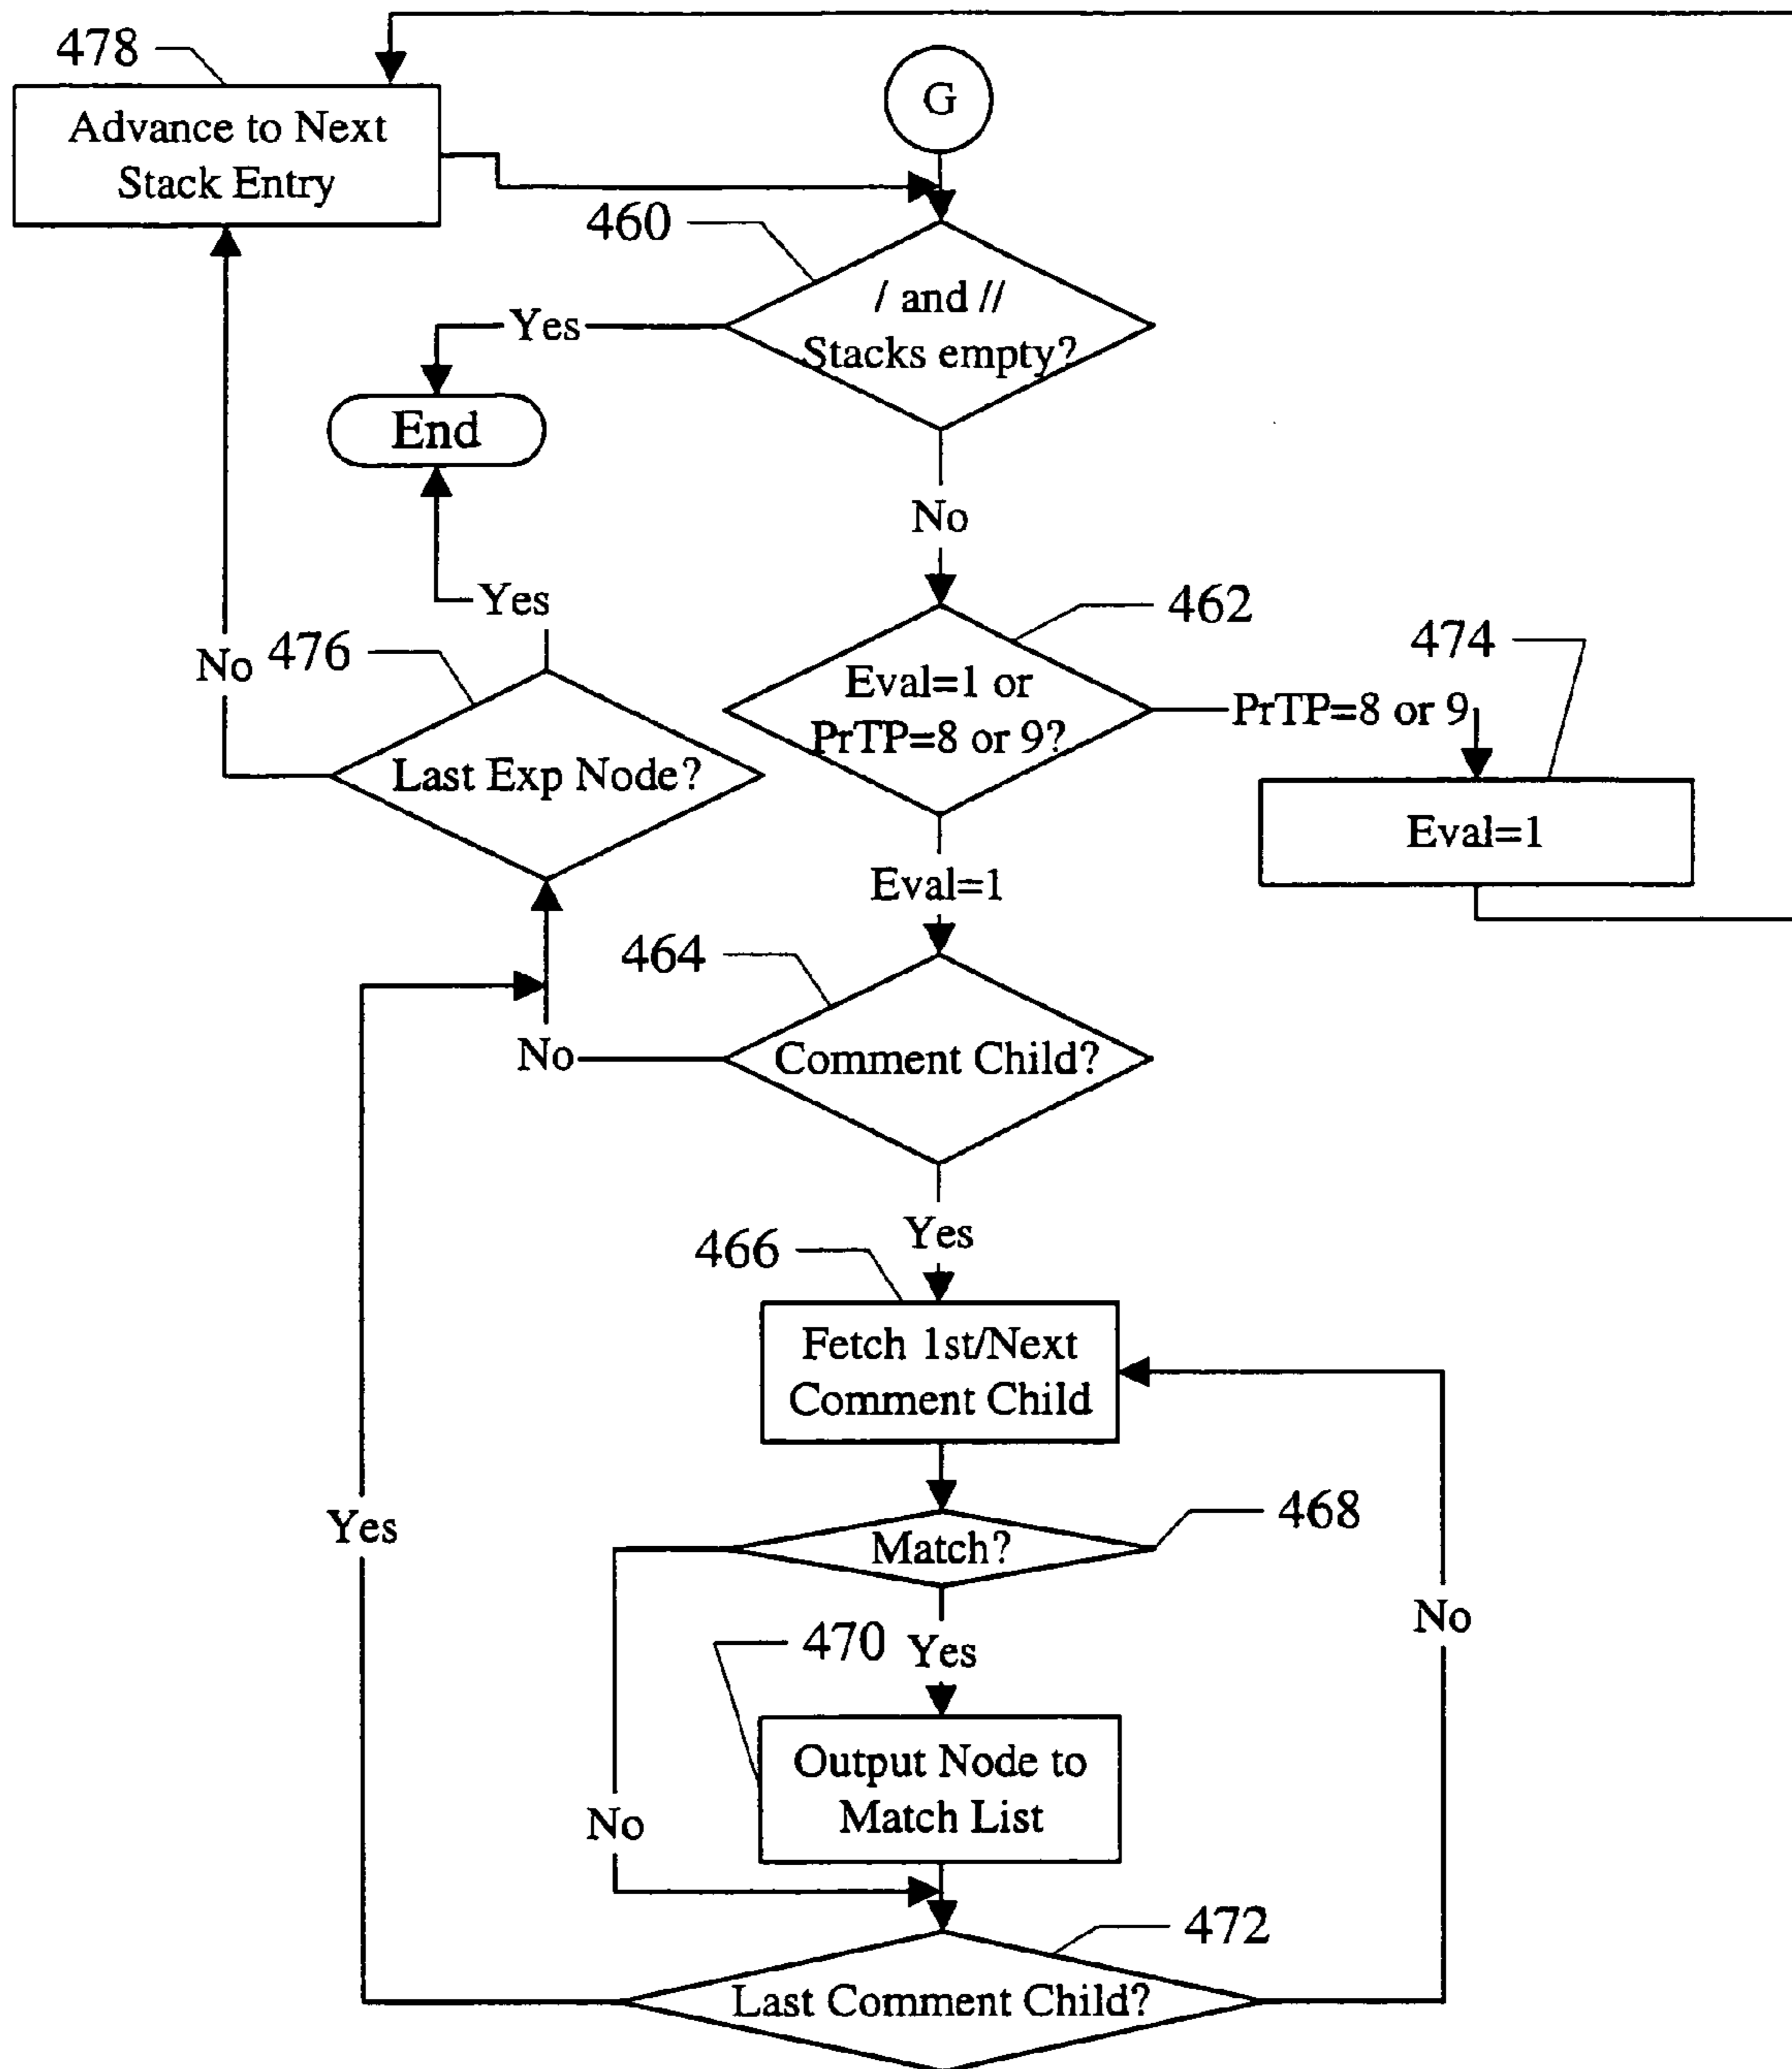 478
G
Advance to Next
Stack Entry
460
/ and //
Stacks empty?
Yes
End
No
Yes
462
474
No
476
Eval=1 or
PrTP=8 or 9?
PrTP=8 or 9
Last Exp Node?
Eval=1
Eval=1
464
No
Comment Child?
Yes
466
Fetch 1st/Next
Comment Child
468
Yes
Match?
No
470
Yes
Output Node to
Match List
No
472
Last Comment Child?